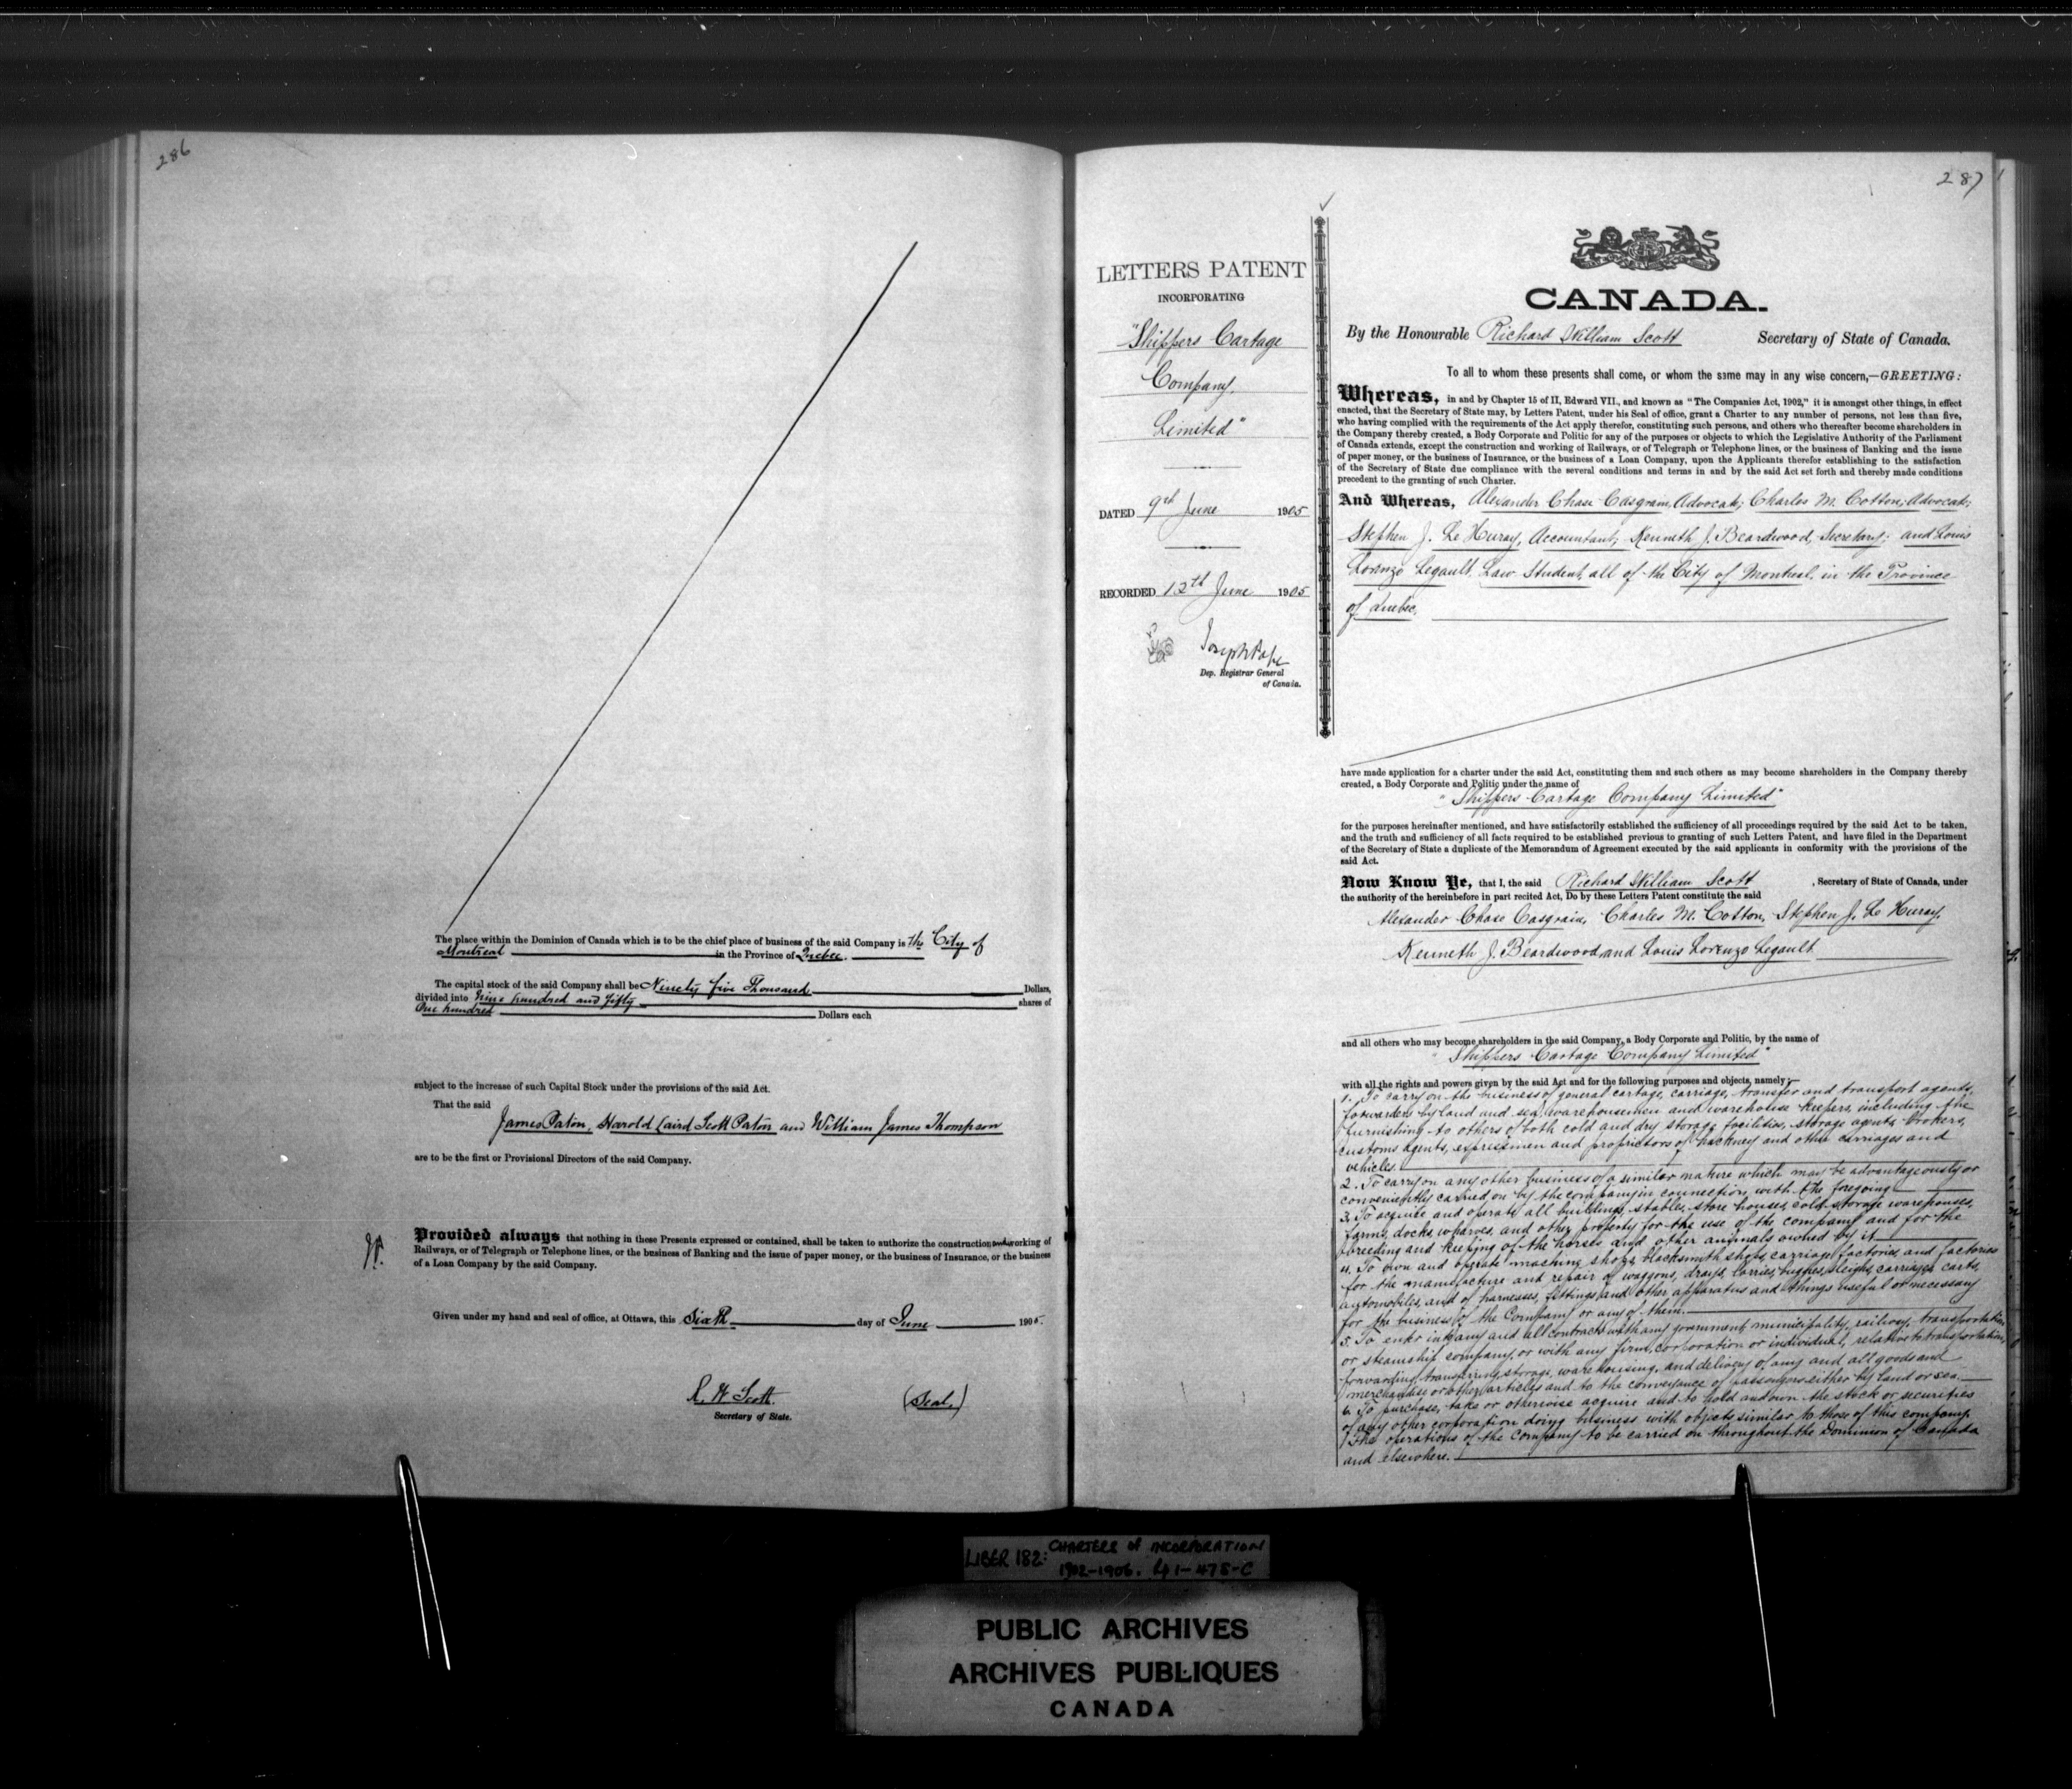 286
The place within the Dominion of Canada which is to be the chief place of business of the said Company is the City of
Montreal in the Province of Quebec.
The capital stock of the said Company shall be Ninety five Thousand Dollars,
divided into Nine hundred and fifty shares of
One hundred Dollars each
subject to the increase of such Capital Stock under the provisions of the said Act.
That the said
James Paton, Harold Laird Scott Paton and William James Thompson
are to be the first or Provisional Directors of the said Company.
Provided always that nothing in these Presents expressed or contained, shall be taken to authorize the construction and working of
Railways, or of Telegraph or Telephone lines, or the business of Banking and the issue of paper money, or the business of Insurance, or the business
of a Loan Company by the said Company.
Given under my hand and seal of office, at Ottawa, this Sixth day of June 1905.
R. W. Scott.
(Seal.)
Secretary of State.
287
LETTERS PATENT
INCORPORATING
"Shippers Cartage
Company,
Limited"
DATED 9th June 1905
RECORDED 12th June 1905
Joseph Pope
Dep. Registrar General
of Canada.
CANADA.
By the Honourable Richard William Scott Secretary of State of Canada.
To all to whom these presents shall come, or whom the same may in any wise concern,—GREETING:
Whereas, in and by Chapter 15 of II, Edward VII., and known as "The Companies Act, 1902," it is amongst other things, in effect
enacted, that the Secretary of State may, by Letters Patent, under his Seal of office, grant a Charter to any number of persons, not less than five,
who having complied with the requirements of the Act apply therefor, constituting such persons, and others who thereafter become shareholders in
the Company thereby created, a Body Corporate and Politic for any of the purposes or objects to which the Legislative Authority of the Parliament
of Canada extends, except the construction and working of Railways, or of Telegraph or Telephone lines, or the business of Banking and the issue
of paper money, or the business of Insurance, or the business of a Loan Company, upon the Applicants therefor establishing to the satisfaction
of the Secretary of State due compliance with the several conditions and terms in and by the said Act set forth and thereby made conditions
precedent to the granting of such Charter.
And Whereas, Alexander Chase Casgrain, Advocate; Charles M. Cotton, Advocate;
Stephen J. Le Huray, Accountant; Kenneth J. Beardwood, Secretary; and Louis
Lorenzo Legault, Law Student, all of the City of Montreal, in the Province
of Quebec,
have made application for a charter under the said Act, constituting them and such others as may become shareholders in the Company thereby
created, a Body Corporate and Politic under the name of
"Shippers Cartage Company Limited"
for the purposes hereinafter mentioned, and have satisfactorily established the sufficiency of all proceedings required by the said Act to be taken,
and the truth and sufficiency of all facts required to be established previous to granting of such Letters Patent, and have filed in the Department
of the Secretary of State a duplicate of the Memorandum of Agreement executed by the said applicants in conformity with the provisions of the
said Act.
Now Know Ye, that I, the said Richard William Scott, Secretary of State of Canada, under
the authority of the hereinbefore in part recited Act, Do by these Letters Patent constitute the said
Alexander Chase Casgrain, Charles M. Cotton, Stephen J. Le Huray,
Kenneth J. Beardwood and Louis Lorenzo Legault
and all others who may become shareholders in the said Company, a Body Corporate and Politic, by the name of
"Shippers Cartage Company Limited"
with all the rights and powers given by the said Act and for the following purposes and objects, namely:—
1. To carry on the business of general cartage, carriage, transfer and transport agents,
forwarders by land and sea, warehousemen and warehouse keepers, including the
furnishing to others of both cold and dry storage facilities, storage agents, brokers,
customs agents, expressmen and proprietors of hackney and other carriages and
vehicles.
2. To carry on any other business of a similar nature which may be advantageously or
conveniently carried on by the company in connection with the foregoing
3. To acquire and operate all buildings, stables, store houses, cold storage warehouses,
farms, docks, wharves, and other property for the use of the company and for the
breeding and keeping of the horses and other animals owned by it
4. To own and operate machine shops, blacksmith shops, carriage factories, and factories
for the manufacture and repair of waggons, drays, lorries, buggies, sleighs, carriages, carts,
automobiles, and of harnesses, fittings and other apparatus and things useful or necessary
for the business of the Company or any of them.
5. To enter into any and all contracts with any government, municipality, railway, transportation
or steamship company, or with any firm, corporation or individual, relative to transportation,
forwarding, transferring, storage, warehousing, and delivery of any and all goods and
merchandise or other articles and to the conveyance of passengers either by land or sea.
6. To purchase, take or otherwise acquire and to hold and own the stock or securities
of any other corporation doing business with objects similar to those of this company.
The operations of the Company to be carried on throughout the Dominion of Canada
and elsewhere.
LIBER 182: CHARTERS of INCORPORATION
1902-1906. pp 1-478-C
PUBLIC ARCHIVES
ARCHIVES PUBLIQUES
CANADA